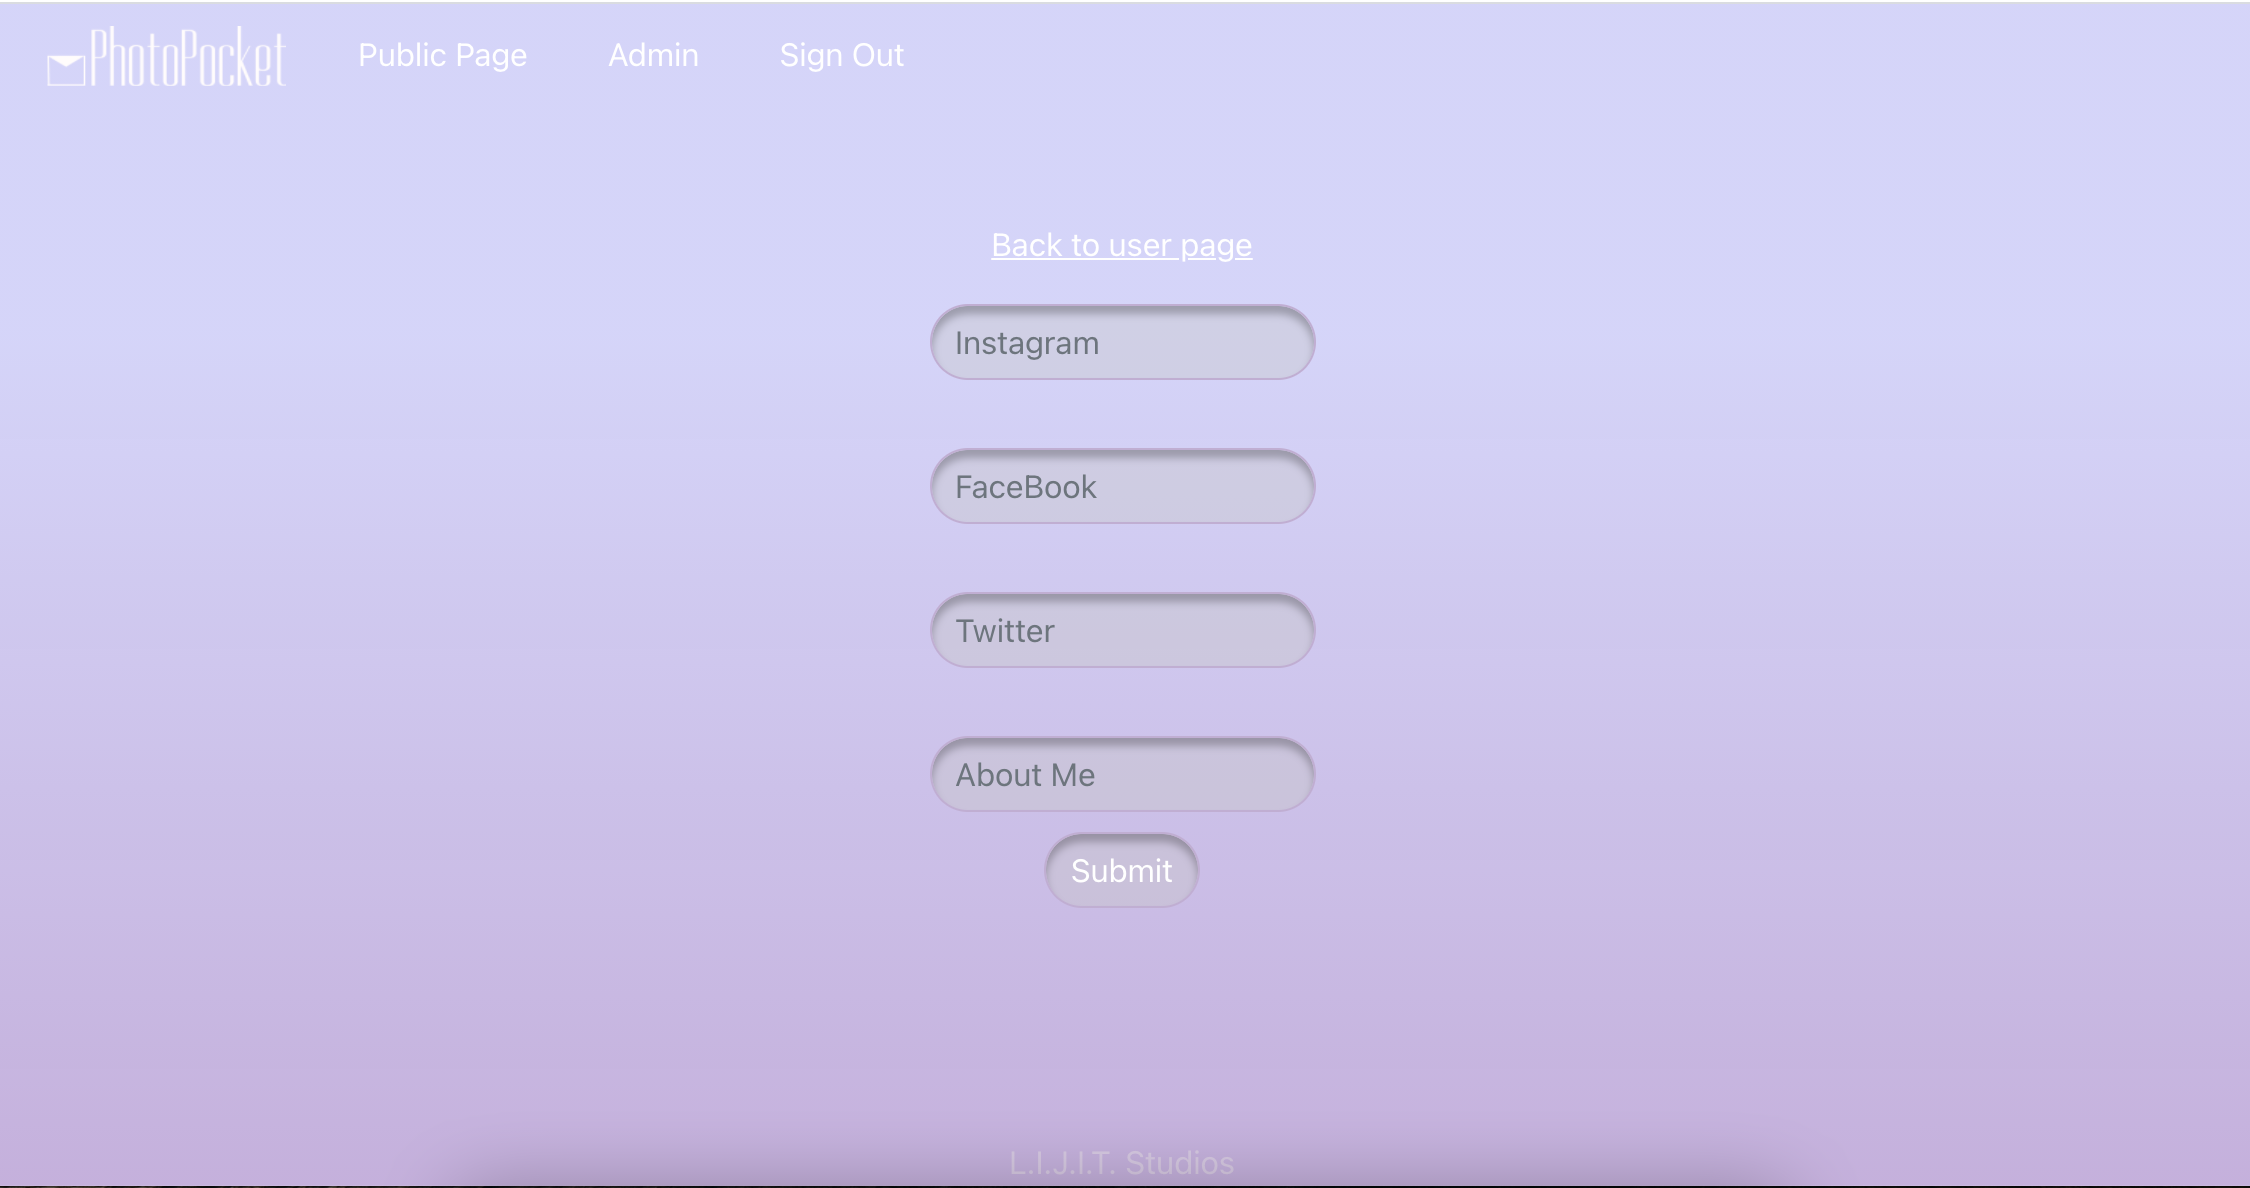 PhotoPocket Public Page Admin Sign Out
Back to user page
Instagram
FaceBook
Twitter
About Me
Submit
L.I.J.I.T. Studios